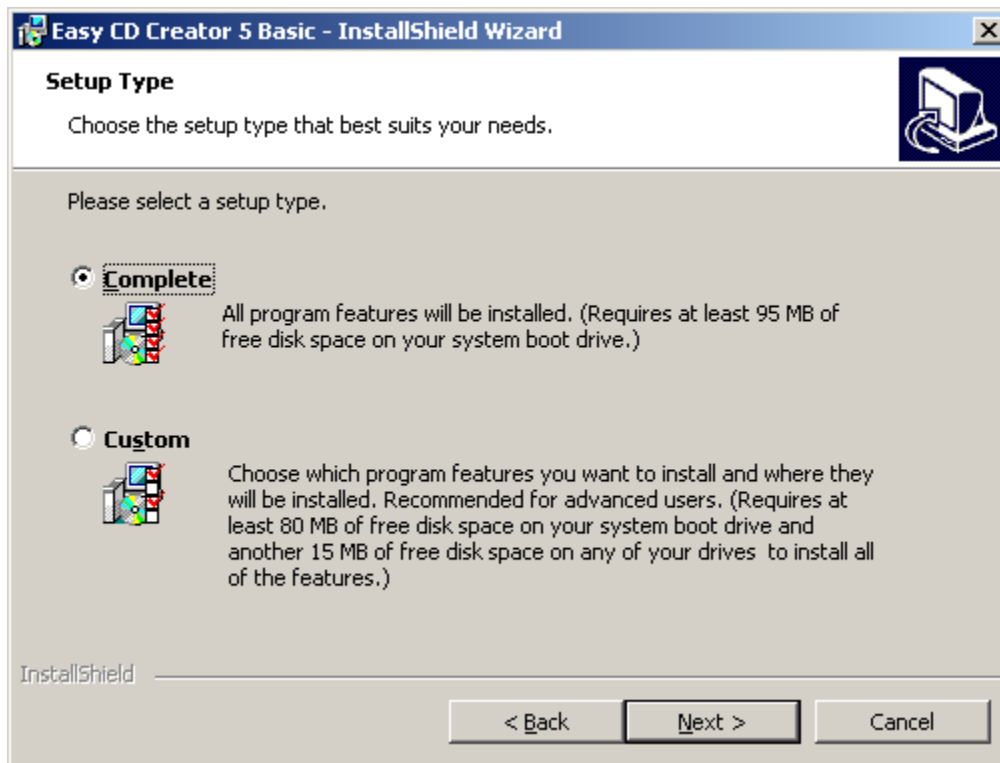 Easy CD Creator 5 Basic - InstallShield Wizard
Setup Type
Choose the setup type that best suits your needs.
Please select a setup type.
Complete
All program features will be installed. (Requires at least 95 MB of
free disk space on your system boot drive.)
Custom
Choose which program features you want to install and where they
will be installed. Recommended for advanced users. (Requires at
least 80 MB of free disk space on your system boot drive and
another 15 MB of free disk space on any of your drives  to install all
of the features.)
InstallShield
< Back Next > Cancel